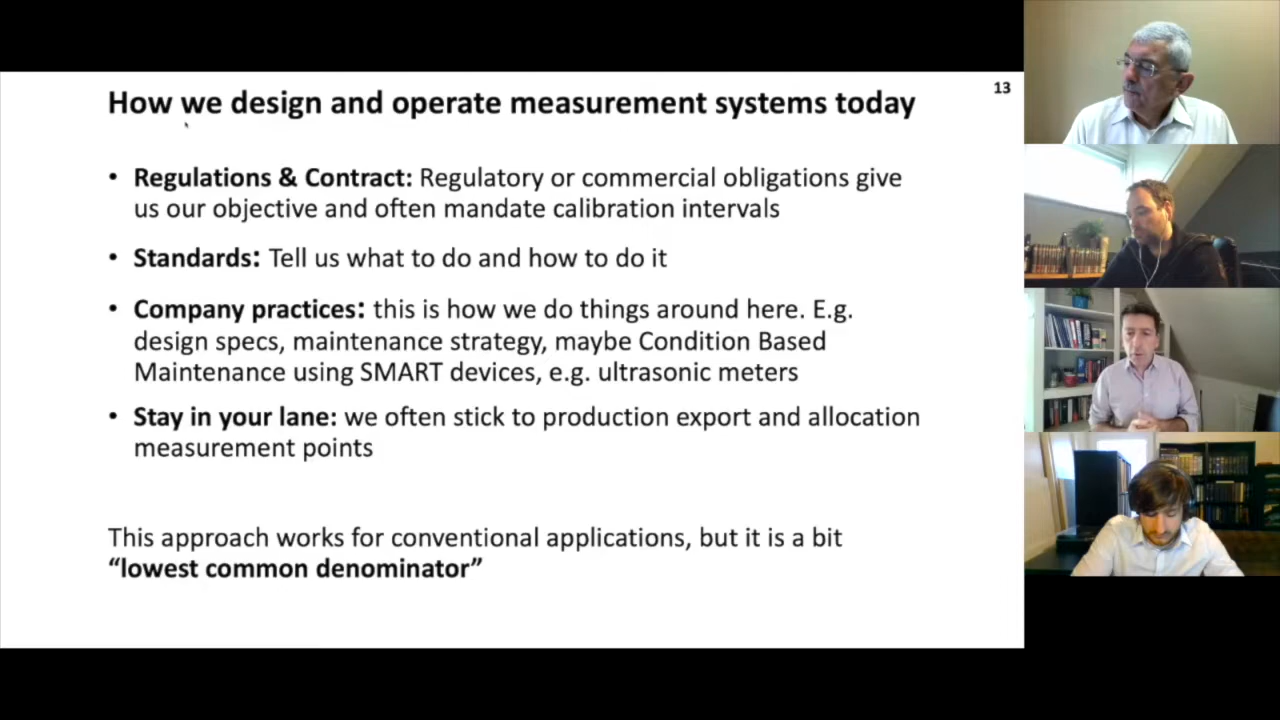 How we design and operate measurement systems today
13
• Regulations & Contract: Regulatory or commercial obligations give
us our objective and often mandate calibration intervals
• Standards: Tell us what to do and how to do it
• Company practices: this is how we do things around here. E.g.
design specs, maintenance strategy, maybe Condition Based
Maintenance using SMART devices, e.g. ultrasonic meters
• Stay in your lane: we often stick to production export and allocation
measurement points
This approach works for conventional applications, but it is a bit
“lowest common denominator”